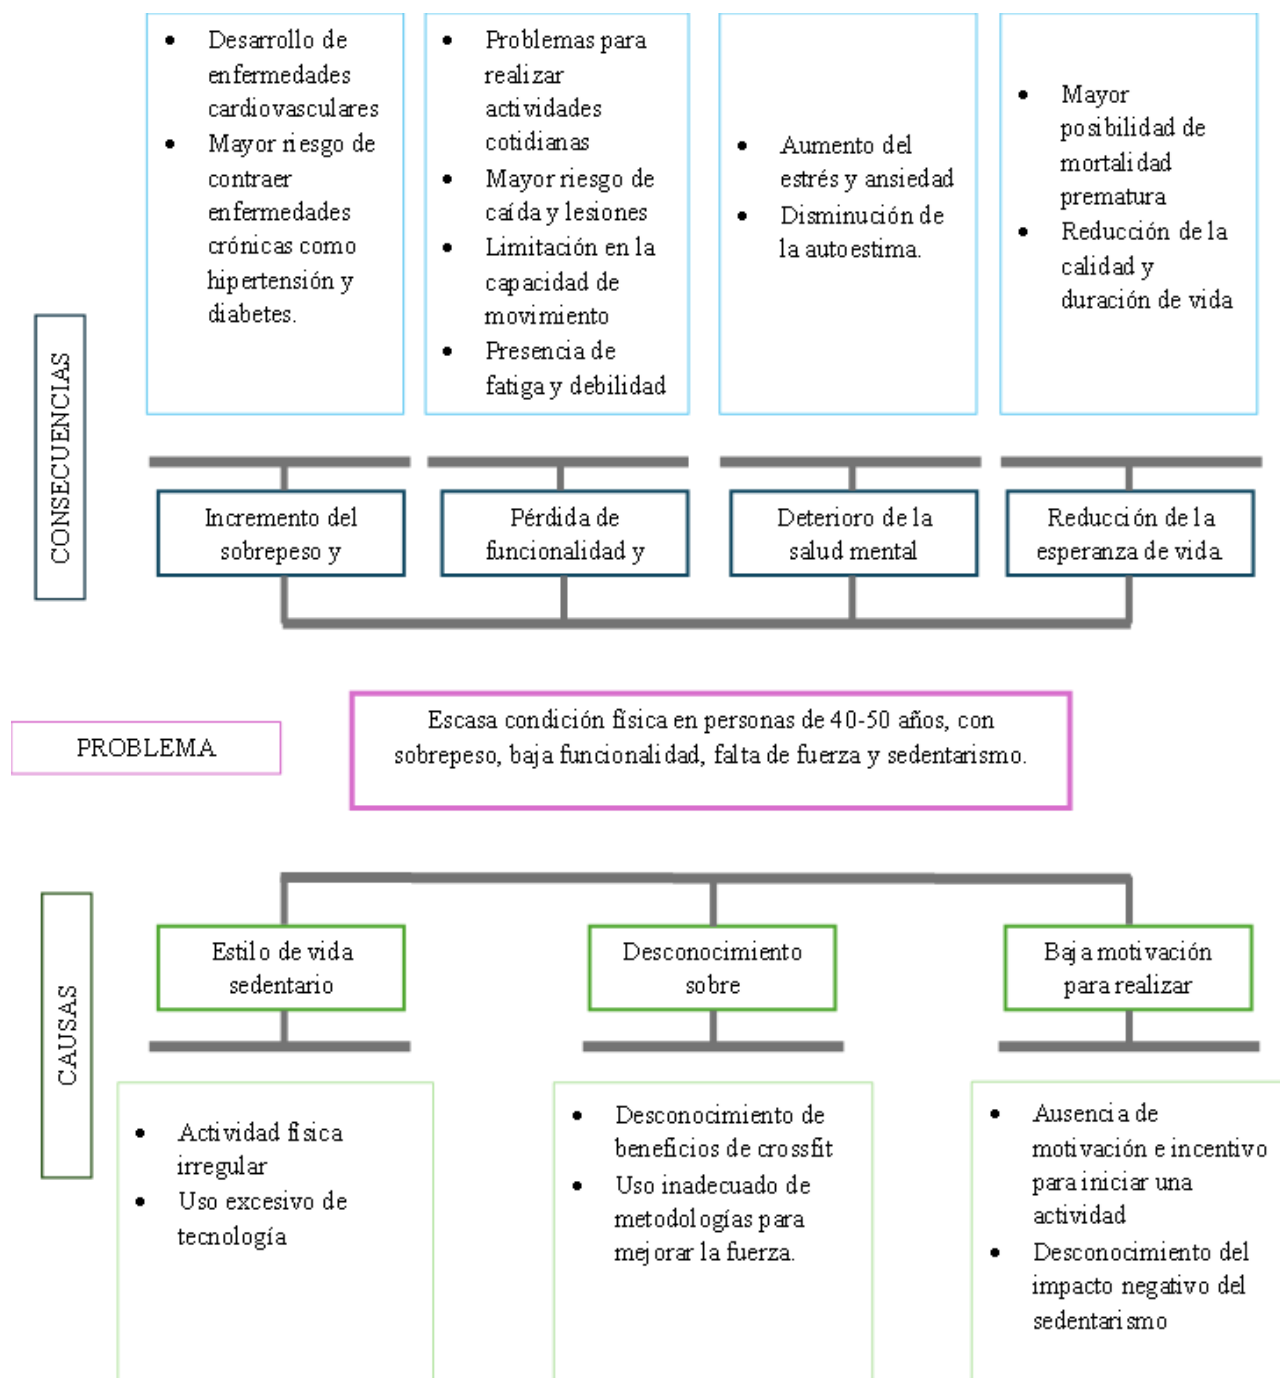 Desarrollo de
enfermedades
cardiovasculares
Mayor riesgo de
contraer
enfermedades
crónicas como
hipertensión y
diabetes.
Problemas para
realizar
actividades
cotidianas
Mayor riesgo de
caída y lesiones
Limitación en la
capacidad de
movimiento
Presencia de
fatiga y debilidad
Aumento del
estrés y ansiedad
Disminución de
la autoestima.
Mayor
posibilidad de
mortalidad
prematura
Reducción de la
calidad y
duración de vida
CONSECUENCIAS
Incremento del
sobrepeso y
Pérdida de
funcionalidad y
Deterioro de la
salud mental
Reducción de la
esperanza de vida
PROBLEMA
Escasa condición física en personas de 40-50 años, con
sobrepeso, baja funcionalidad, falta de fuerza y sedentarismo.
CAUSAS
Estilo de vida
sedentario
Desconocimiento
sobre
Baja motivación
para realizar
Actividad física
irregular
Uso excesivo de
tecnología
Desconocimiento de
beneficios de crossfit
Uso inadecuado de
metodologías para
mejorar la fuerza.
Ausencia de
motivación e incentivo
para iniciar una
actividad
Desconocimiento del
impacto negativo del
sedentarismo